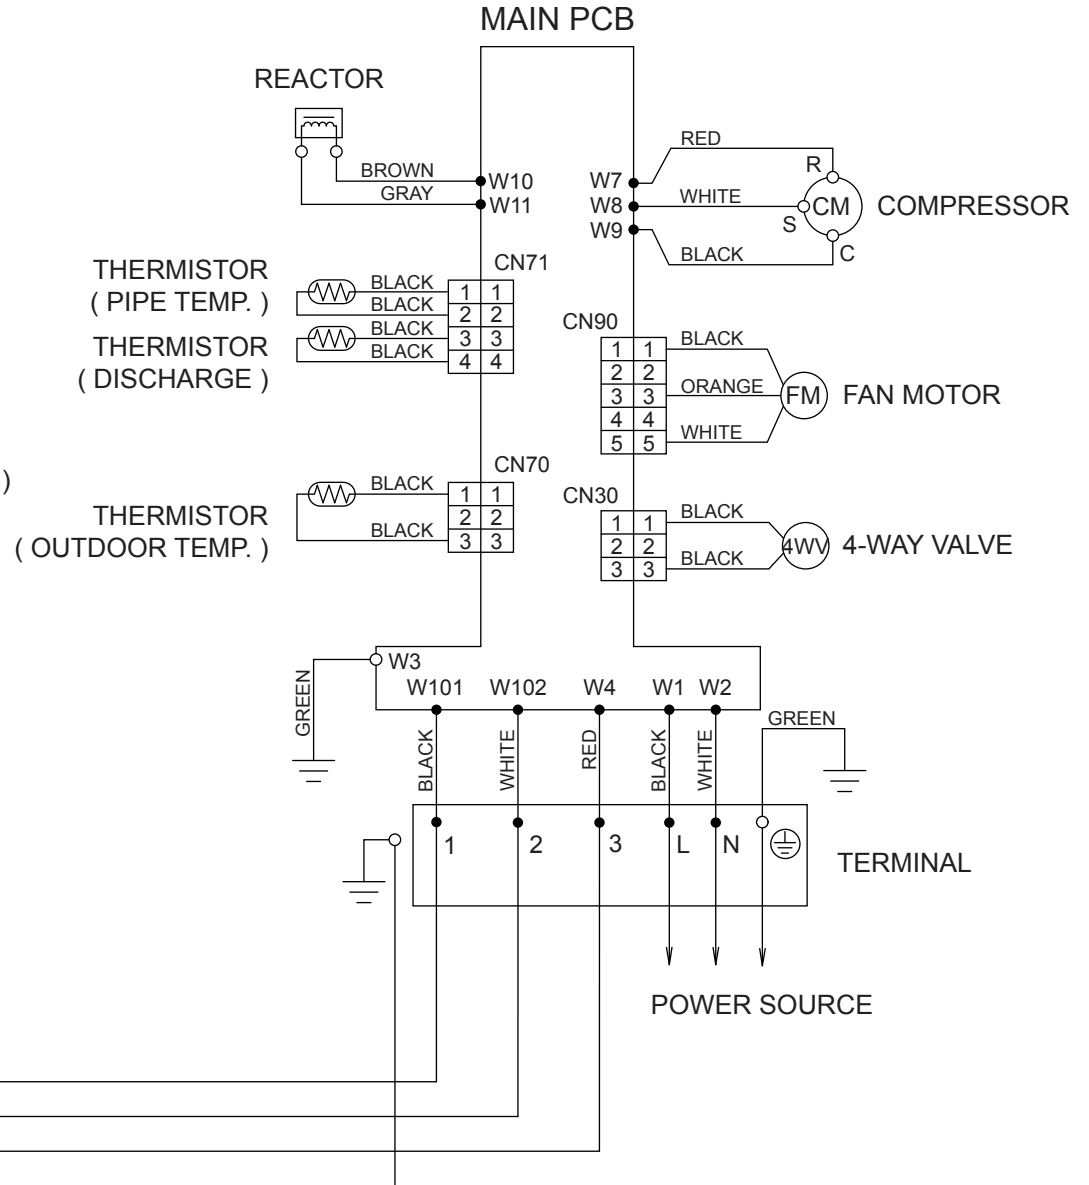 MAIN PCB
REACTOR
BROWN
GRAY
W10
W11
W7
W8
W9
RED
WHITE
BLACK
R
S
C
CM
COMPRESSOR
THERMISTOR
( PIPE TEMP. )
THERMISTOR
( DISCHARGE )
BLACK
BLACK
BLACK
BLACK
CN71
1 1
2 2
3 3
4 4
CN90
1 1
2 2
3 3
4 4
5 5
BLACK
ORANGE
WHITE
FM
FAN MOTOR
)
THERMISTOR
( OUTDOOR TEMP. )
BLACK
BLACK
CN70
1 1
2 2
3 3
CN30
1 1
2 2
3 3
BLACK
BLACK
4WV
4-WAY VALVE
W3
GREEN
W101 W102 W4 W1 W2
BLACK
WHITE
RED
BLACK
WHITE
GREEN
1 2 3 L N
TERMINAL
POWER SOURCE